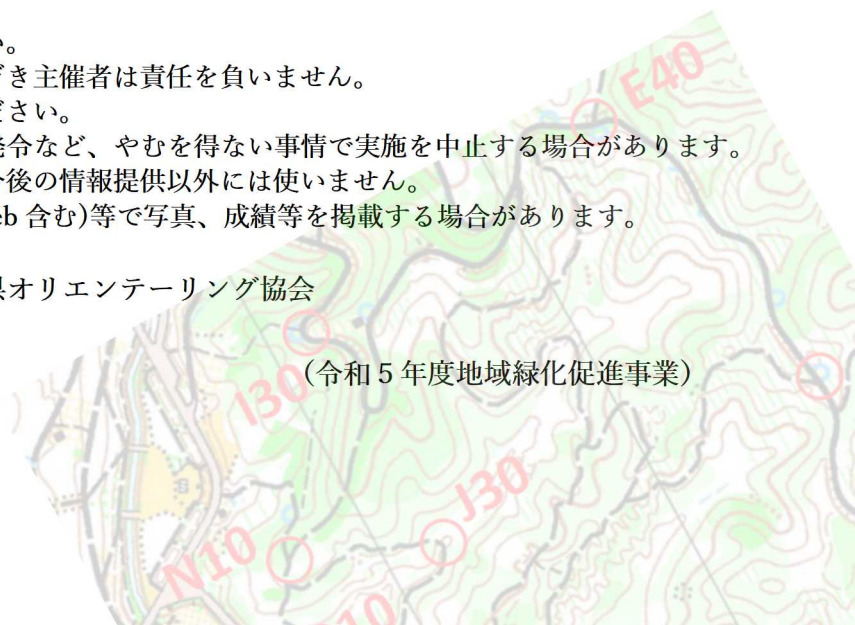 い。
き主催者は責任を負いません。
ださい。
発令など、やむを得ない事情で実施を中止する場合があります。
今後の情報提供以外には使いません。
eb 含む)等で写真、成績等を掲載する場合があります。
県オリエンテーリング協会
(令和5年度地域緑化促進事業)
E40
I30
J30
N10
10